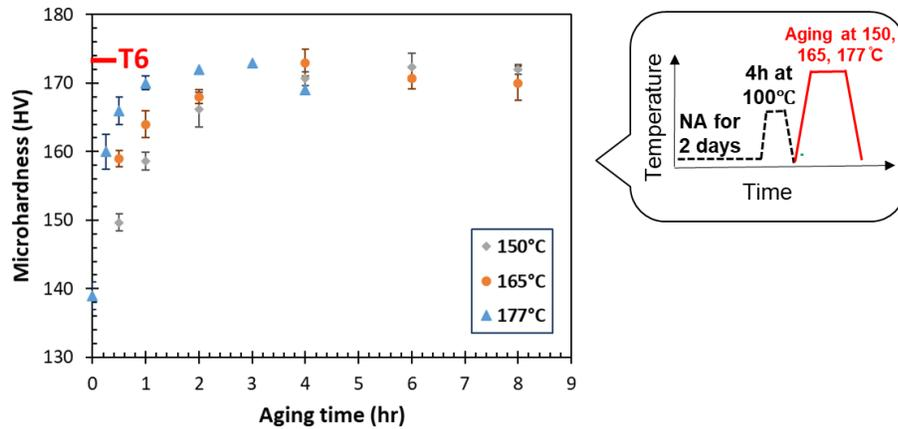 180
170
160
150
140
130
Microhardness (HV)
T6
150°C
165°C
177°C
0 1 2 3 4 5 6 7 8 9
Aging time (hr)
Aging at 150,
165, 177℃
4h at
100℃
NA for
2 days
Temperature
Time